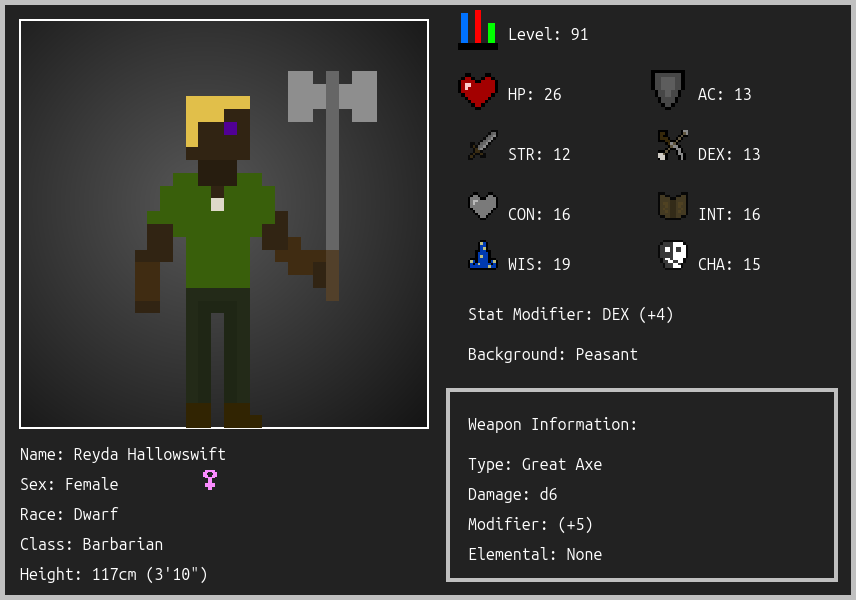 Level: 91
HP: 26
AC: 13
STR: 12
DEX: 13
CON: 16
INT: 16
WIS: 19
CHA: 15
Stat Modifier: DEX (+4)
Background: Peasant
Weapon Information:
Type: Great Axe
Damage: d6
Modifier: (+5)
Elemental: None
Name: Reyda Hallowswift
Sex: Female
Race: Dwarf
Class: Barbarian
Height: 117cm (3'10")